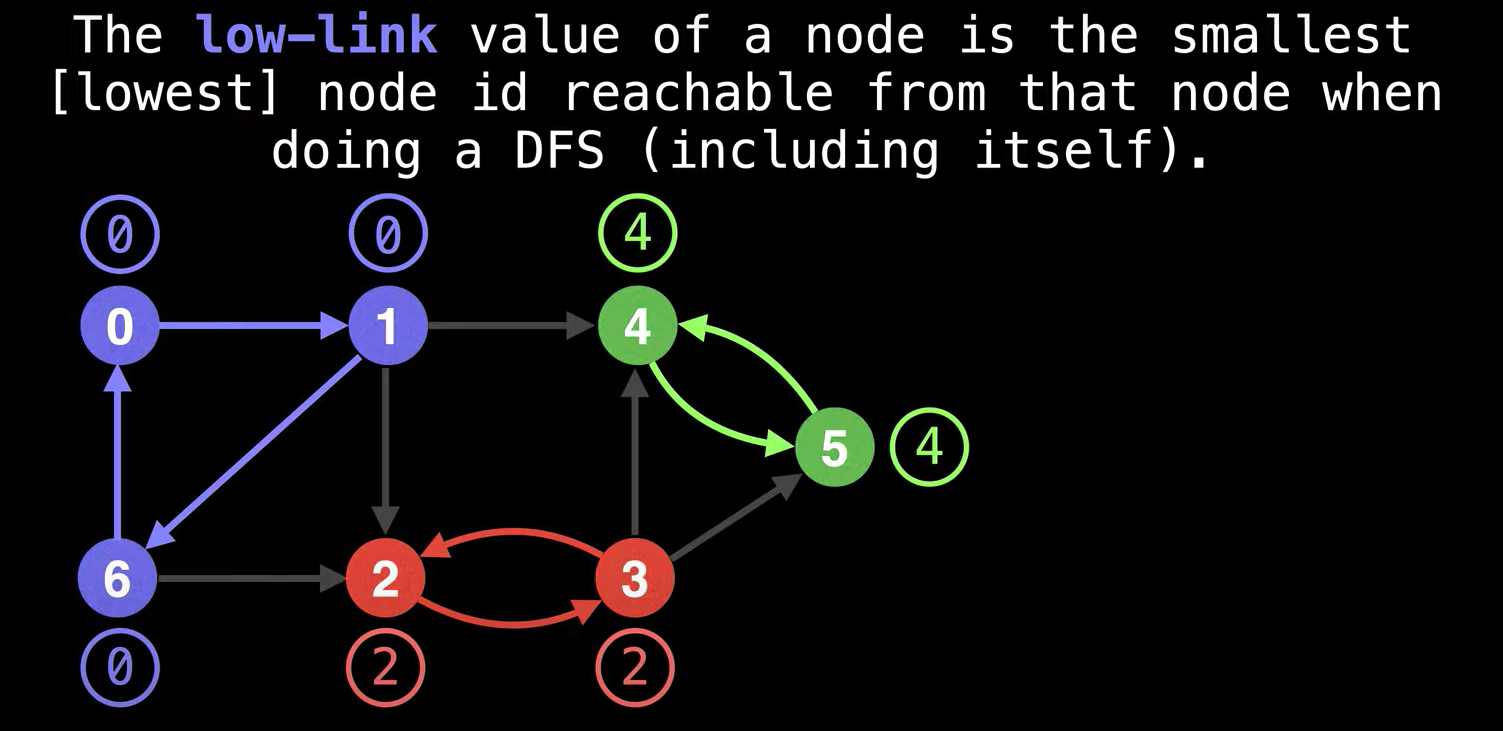 The low-link value of a node is the smallest
[lowest] node id reachable from that node when
doing a DFS (including itself).
0 0 4
0 1 4
5 4
6 2 3
0 2 2